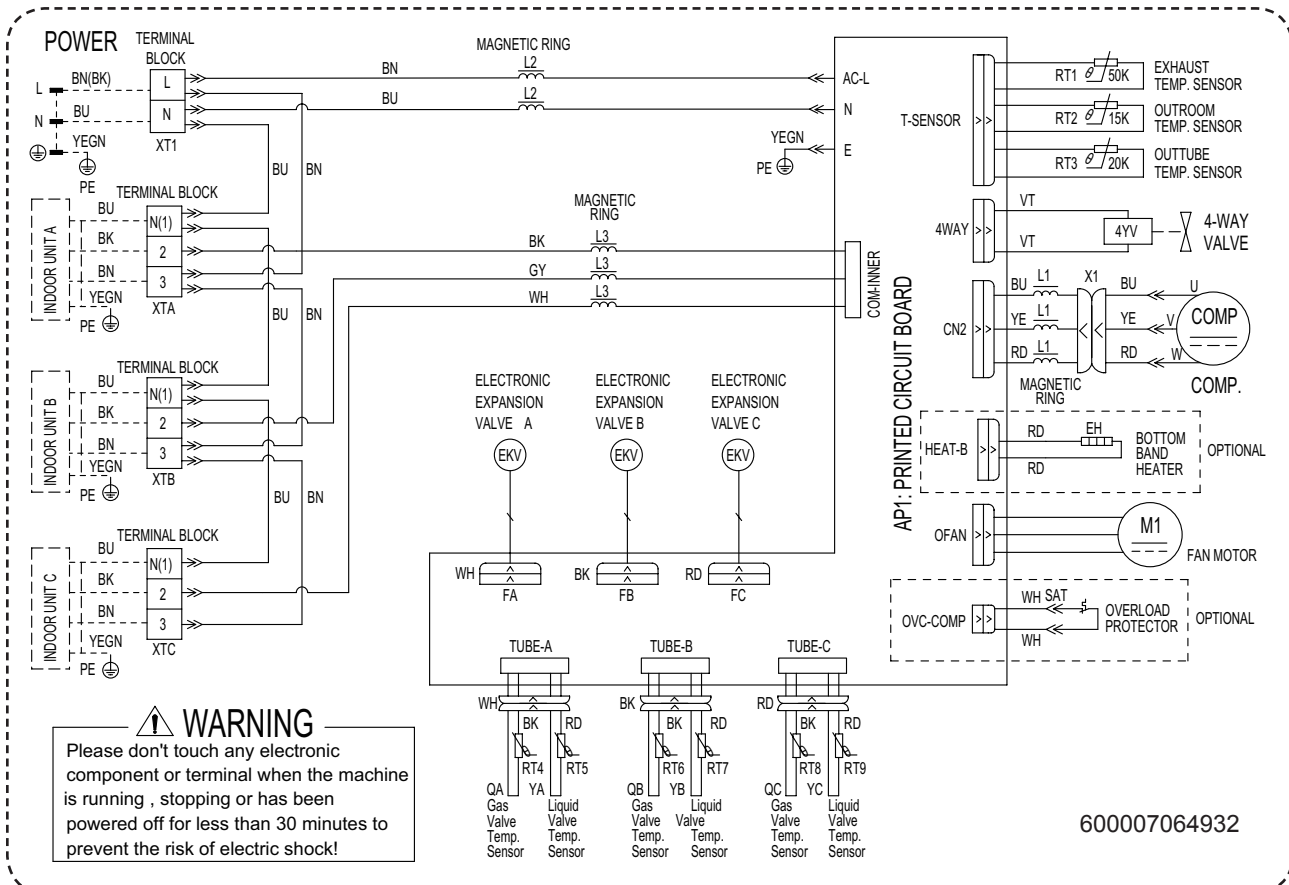 POWER
TERMINAL
BLOCK
L
BN(BK)
N
BU
YEGN
PE
L
N
XT1
BN
BU
MAGNETIC RING
L2
L2
AC-L
N
YEGN
PE
E
BU
BN
TERMINAL BLOCK
INDOOR UNIT A
BU
BK
BN
YEGN
PE
N(1)
2
3
XTA
MAGNETIC
RING
BK
L3
GY
L3
WH
L3
COM-INNER
BU
BN
TERMINAL BLOCK
INDOOR UNIT B
BU
BK
BN
YEGN
PE
N(1)
2
3
XTB
BU
BN
TERMINAL BLOCK
INDOOR UNIT C
BU
BK
BN
YEGN
PE
N(1)
2
3
XTC
ELECTRONIC
EXPANSION
VALVE A
EKV
ELECTRONIC
EXPANSION
VALVE B
EKV
ELECTRONIC
EXPANSION
VALVE C
EKV
WH
FA
BK
FB
RD
FC
AP1: PRINTED CIRCUIT BOARD
T-SENSOR
RT1
θ
50K
EXHAUST
TEMP. SENSOR
RT2
θ
15K
OUTROOM
TEMP. SENSOR
RT3
θ
20K
OUTTUBE
TEMP. SENSOR
4WAY
VT
VT
4YV
4-WAY
VALVE
CN2
BU
L1
X1
BU
U
YE
L1
YE
V
RD
L1
RD
W
MAGNETIC
RING
COMP
COMP.
HEAT-B
RD
EH
RD
BOTTOM
BAND
HEATER
OPTIONAL
OFAN
M1
FAN MOTOR
OVC-COMP
WH
SAT
WH
OVERLOAD
PROTECTOR
OPTIONAL
TUBE-A
WH
BK
RD
RT4
RT5
QA
YA
Gas
Valve
Temp.
Sensor
Liquid
Valve
Temp.
Sensor
TUBE-B
BK
BK
RD
RT6
RT7
QB
YB
Gas
Valve
Temp.
Sensor
Liquid
Valve
Temp.
Sensor
TUBE-C
RD
BK
RD
RT8
RT9
QC
YC
Gas
Valve
Temp.
Sensor
Liquid
Valve
Temp.
Sensor
WARNING
Please don't touch any electronic
component or terminal when the machine
is running , stopping or has been
powered off for less than 30 minutes to
prevent the risk of electric shock!
600007064932